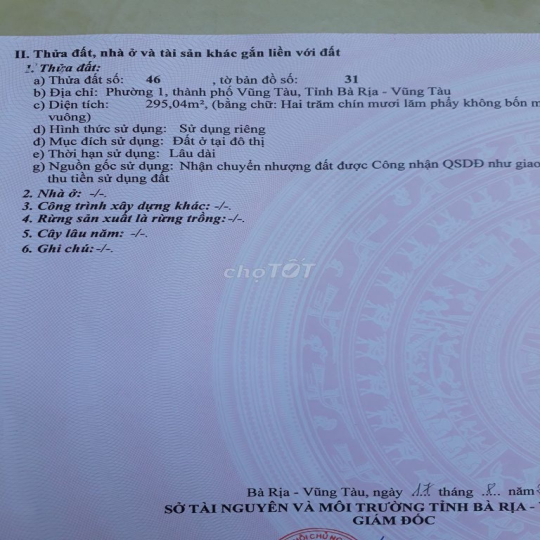 II. Thửa đất, nhà ở và tài sản khác gắn liền với đất
1. Thửa đất:
a) Thửa đất số: 46 , tờ bản đồ số: 31
b) Địa chỉ: Phường 1, thành phố Vũng Tàu, Tỉnh Bà Rịa - Vũng Tàu
c) Diện tích: 295,04m², (bằng chữ: Hai trăm chín mươi lăm phẩy không bốn m
vuông)
d) Hình thức sử dụng: Sử dụng riêng
đ) Mục đích sử dụng: Đất ở tại đô thị
e) Thời hạn sử dụng: Lâu dài
g) Nguồn gốc sử dụng: Nhận chuyển nhượng đất được Công nhận QSDĐ như giao
thu tiền sử dụng đất
2. Nhà ở: -/-.
3. Công trình xây dựng khác: -/-.
4. Rừng sản xuất là rừng trồng: -/-.
5. Cây lâu năm: -/-.
6. Ghi chú: -/-.
chợTỐT
Bà Rịa - Vũng Tàu, ngày 17 tháng 8.. năm
SỞ TÀI NGUYÊN VÀ MÔI TRƯỜNG TỈNH BÀ RỊA -
GIÁM ĐỐC